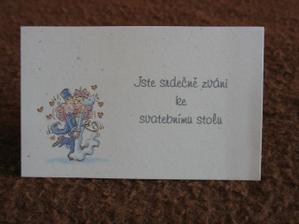 Jste srdečně zváni
ke
svatebnímu stolu